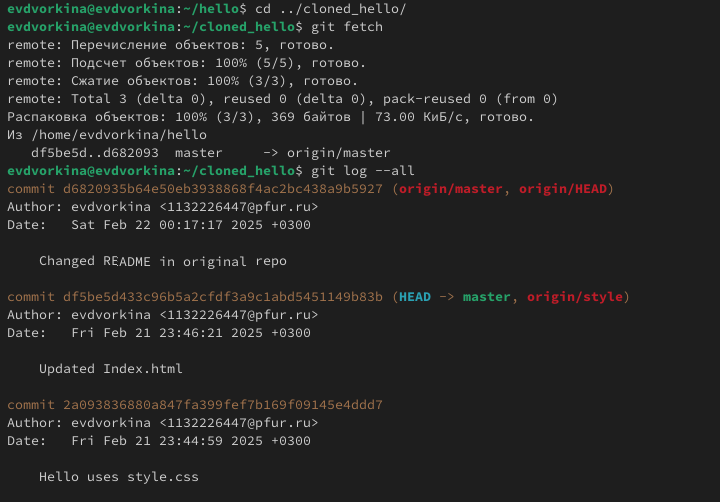 evdvorkina@evdvorkina:~/hello$ cd ../cloned_hello/
evdvorkina@evdvorkina:~/cloned_hello$ git fetch
remote: Перечисление объектов: 5, готово.
remote: Подсчет объектов: 100% (5/5), готово.
remote: Сжатие объектов: 100% (3/3), готово.
remote: Total 3 (delta 0), reused 0 (delta 0), pack-reused 0 (from 0)
Распаковка объектов: 100% (3/3), 369 байтов | 73.00 КиБ/с, готово.
Из /home/evdvorkina/hello
   df5be5d..d682093  master     -> origin/master
evdvorkina@evdvorkina:~/cloned_hello$ git log --all
commit d6820935b64e50eb3938868f4ac2bc438a9b5927 (origin/master, origin/HEAD)
Author: evdvorkina <1132226447@pfur.ru>
Date:   Sat Feb 22 00:17:17 2025 +0300
    Changed README in original repo
commit df5be5d433c96b5a2cfdf3a9c1abd5451149b83b (HEAD -> master, origin/style)
Author: evdvorkina <1132226447@pfur.ru>
Date:   Fri Feb 21 23:46:21 2025 +0300
    Updated Index.html
commit 2a093836880a847fa399fef7b169f09145e4ddd7
Author: evdvorkina <1132226447@pfur.ru>
Date:   Fri Feb 21 23:44:59 2025 +0300
    Hello uses style.css